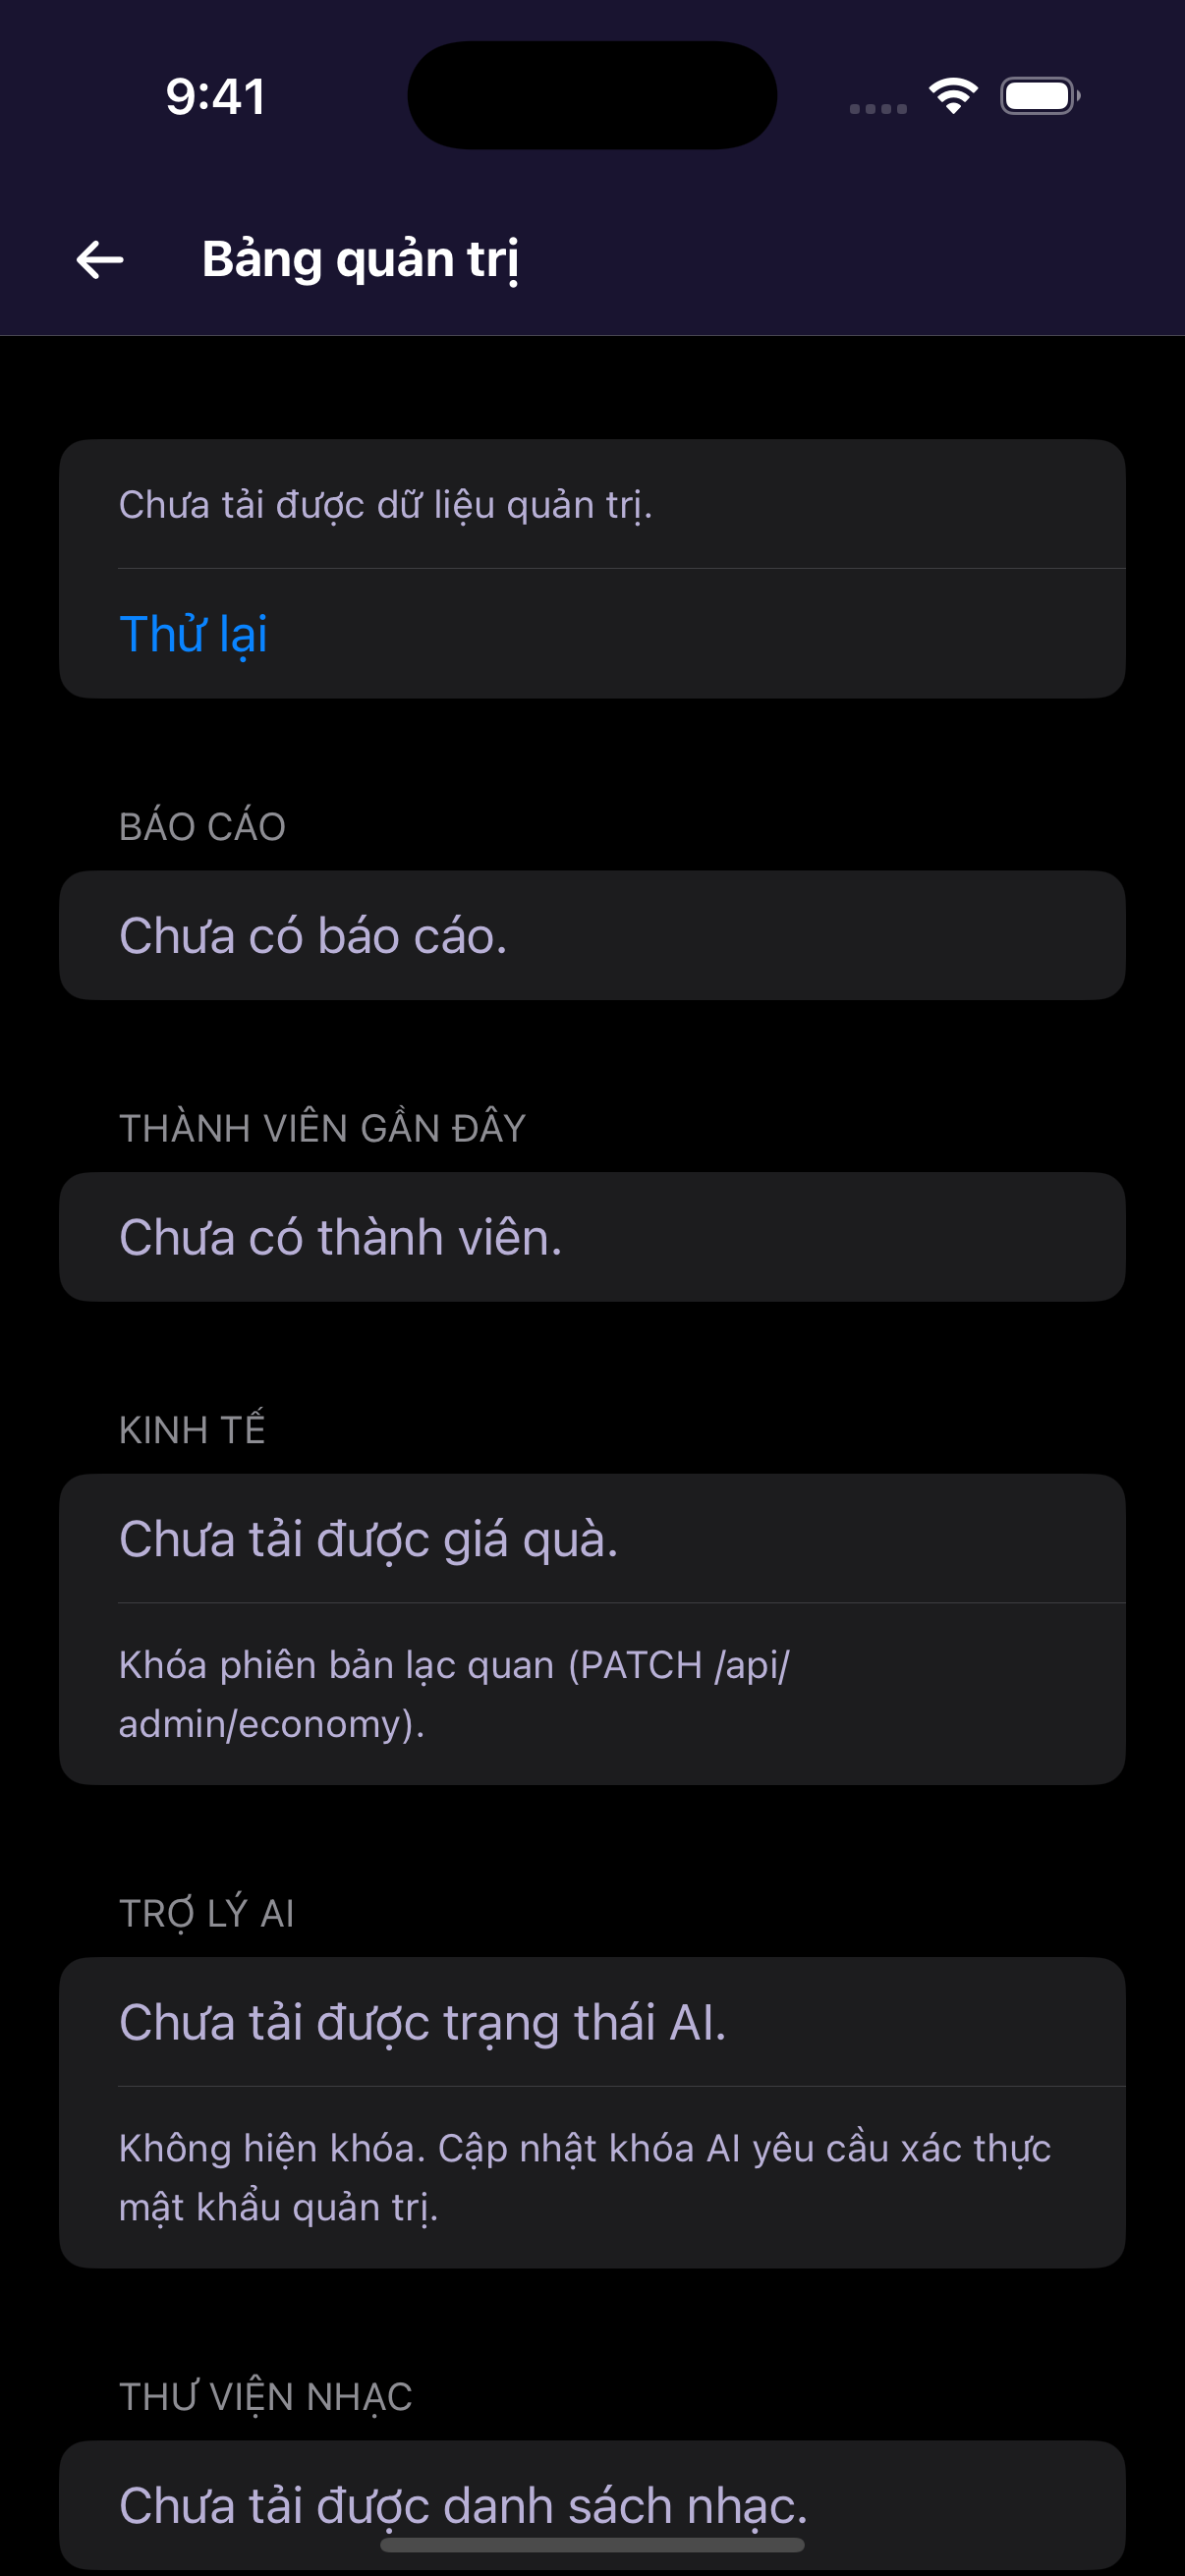 9:41
Bảng quản trị
Chưa tải được dữ liệu quản trị.
Thử lại
BÁO CÁO
Chưa có báo cáo.
THÀNH VIÊN GẦN ĐÂY
Chưa có thành viên.
KINH TẾ
Chưa tải được giá quà.
Khóa phiên bản lạc quan (PATCH /api/
admin/economy).
TRỢ LÝ AI
Chưa tải được trạng thái AI.
Không hiện khóa. Cập nhật khóa AI yêu cầu xác thực
mật khẩu quản trị.
THƯ VIỆN NHẠC
Chưa tải được danh sách nhạc.